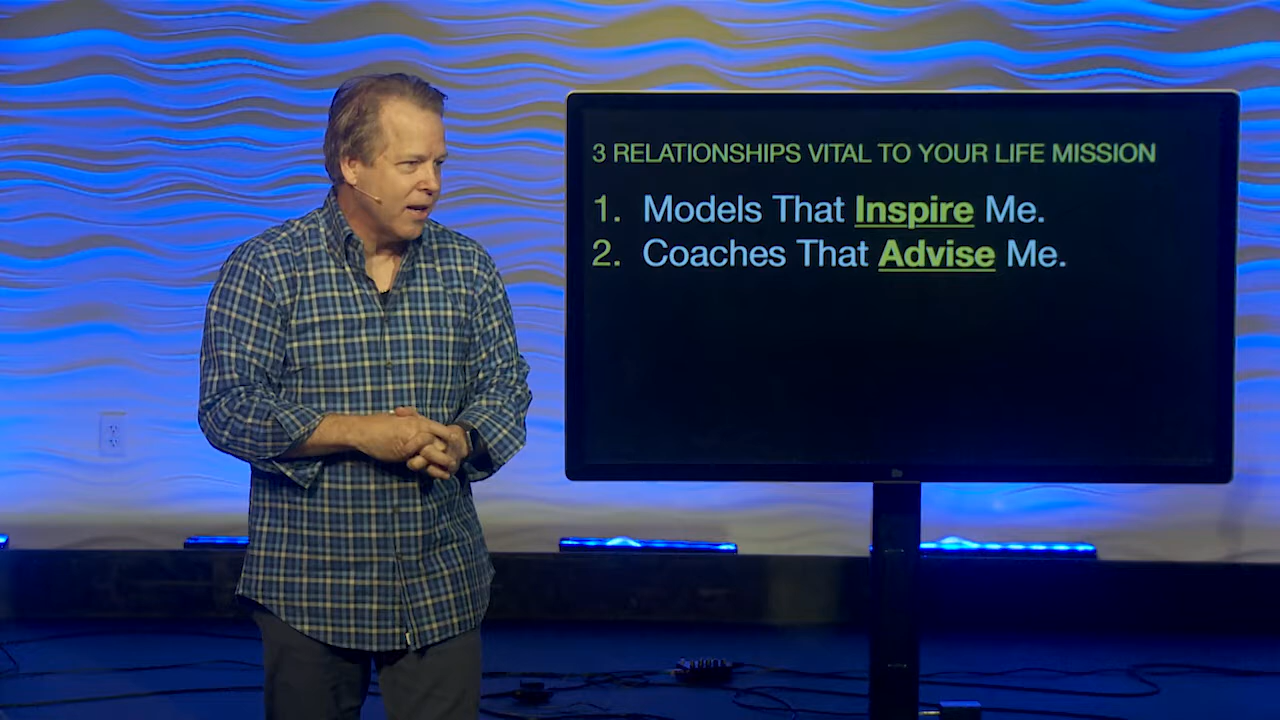 3 RELATIONSHIPS VITAL TO YOUR LIFE MISSION
1. Models That Inspire Me.
2. Coaches That Advise Me.